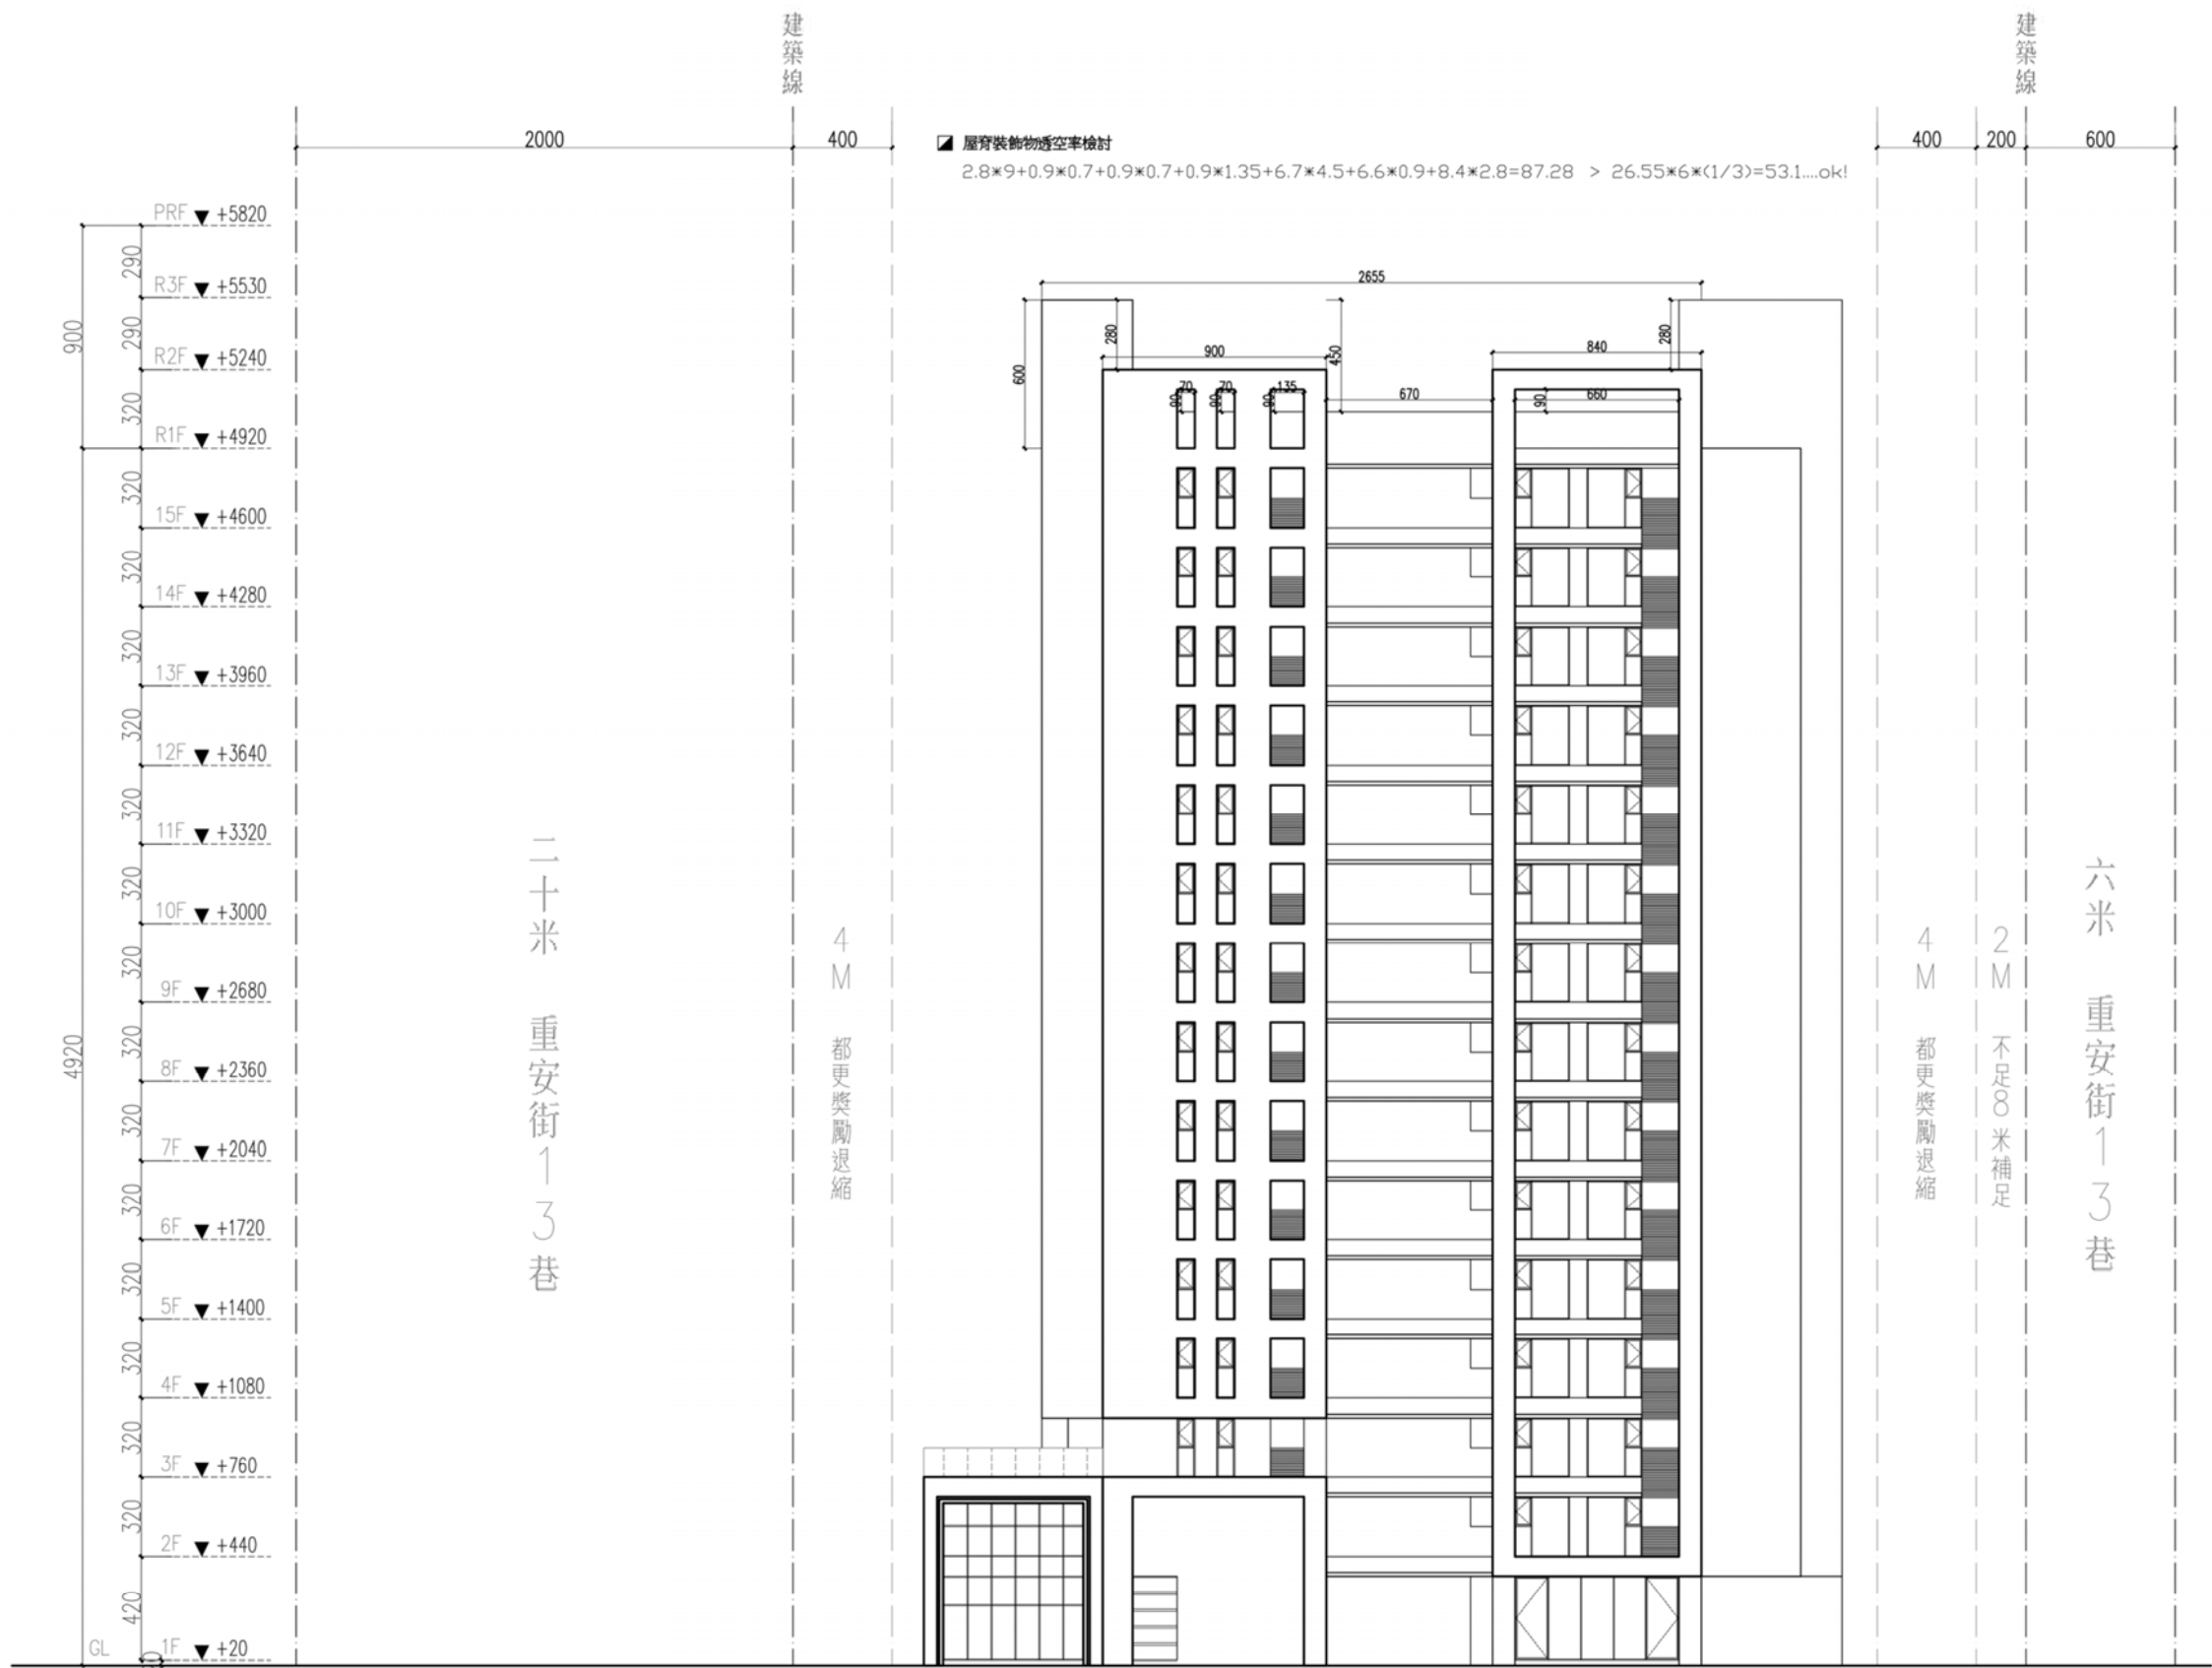 建築線
建築線
2000
400
400
200
600
屋脊裝飾物透空率檢討
2.8*9+0.9*0.7+0.9*0.7+0.9*1.35+6.7*4.5+6.6*0.9+8.4*2.8=87.28 > 26.55*6*(1/3)=53.1....ok!
PRF +5820
290
R3F +5530
290
R2F +5240
320
R1F +4920
900
320
15F +4600
320
14F +4280
320
13F +3960
320
12F +3640
320
11F +3320
320
10F +3000
320
9F +2680
320
8F +2360
320
7F +2040
320
6F +1720
320
5F +1400
320
4F +1080
320
3F +760
320
2F +440
420
1F +20
GL
4920
二十米 重安街13巷
4M 都更獎勵退縮
2655
280
900
450
600
70
70
135
90
90
90
670
840
280
90
660
4M 都更獎勵退縮
2M 不足8米補足
六米 重安街13巷